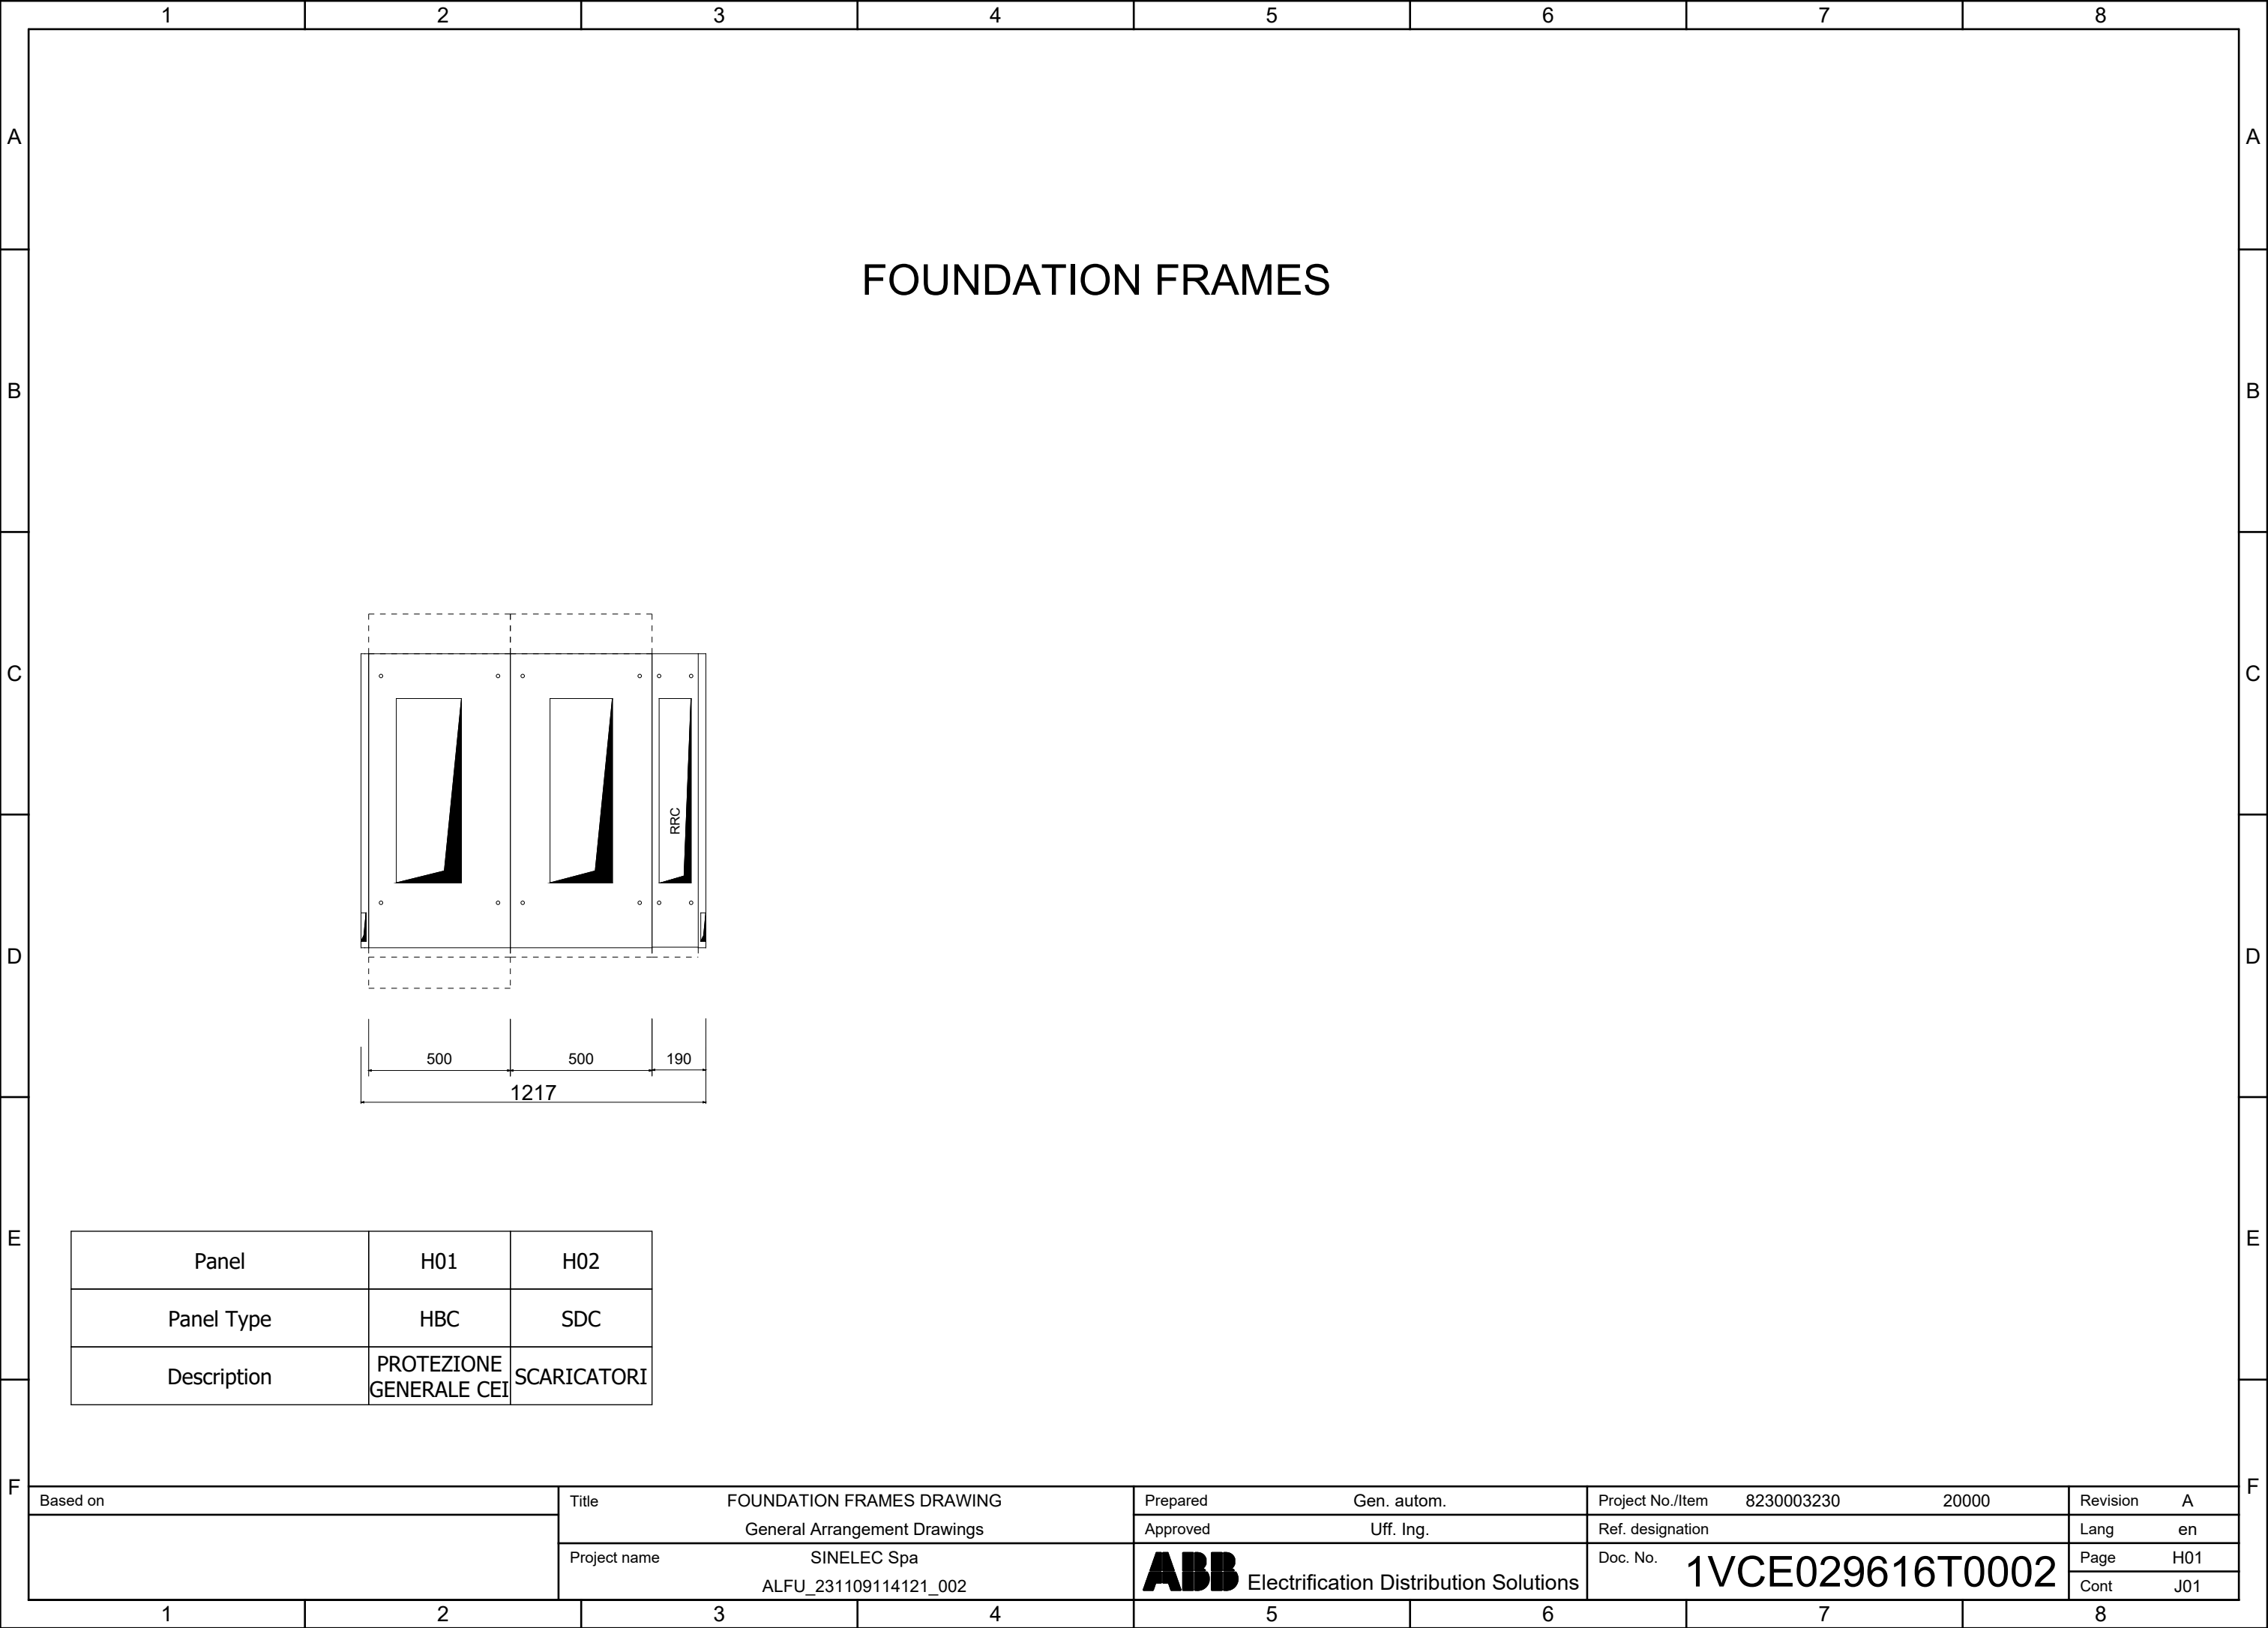 1 2 3 4 5 6 7 8
A A
FOUNDATION FRAMES
B B
C C
RRC
D D
500 500 190
1217
E E
Panel H01 H02
Panel Type HBC SDC
Description PROTEZIONE GENERALE CEI SCARICATORI
F F
Based on
Title FOUNDATION FRAMES DRAWING
General Arrangement Drawings
Project name SINELEC Spa
ALFU_231109114121_002
Prepared Gen. autom.
Approved Uff. Ing.
ABB Electrification Distribution Solutions
Project No./Item 8230003230 20000
Ref. designation
Doc. No. 1VCE029616T0002
Revision A
Lang en
Page H01
Cont J01
1 2 3 4 5 6 7 8